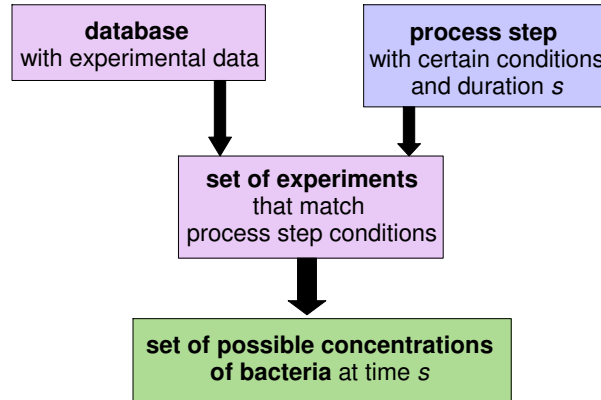 database
with experimental data
process step
with certain conditions
and duration s
set of experiments
that match
process step conditions
set of possible concentrations
of bacteria at time s